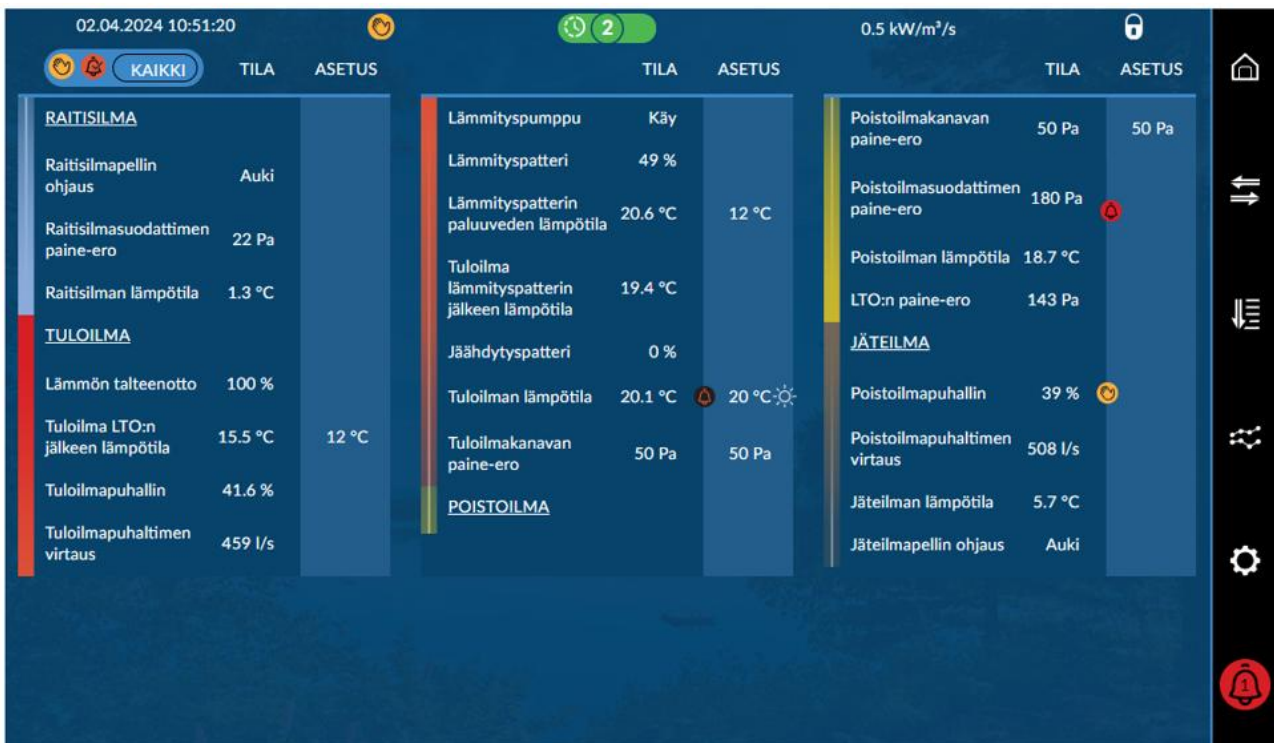 02.04.2024 10:51:20
2
0.5 kW/m³/s
KAIKKI
TILA
ASETUS
TILA
ASETUS
TILA
ASETUS
RAITISILMA
Raitisilmapellin
ohjaus
Auki
Raitisilmasuodattimen
paine-ero
22 Pa
Raitisilman lämpötila
1.3 °C
TULOILMA
Lämmön talteenotto
100 %
Tuloilma LTO:n
jälkeen lämpötila
15.5 °C
12 °C
Tuloilmapuhallin
41.6 %
Tuloilmapuhaltimen
virtaus
459 l/s
Lämmityspumppu
Käy
Lämmityspatteri
49 %
Lämmityspatterin
paluuveden lämpötila
20.6 °C
12 °C
Tuloilma
lämmityspatterin
jälkeen lämpötila
19.4 °C
Jäähdytyspatteri
0 %
Tuloilman lämpötila
20.1 °C
20 °C
Tuloilmakanavan
paine-ero
50 Pa
50 Pa
POISTOILMA
Poistoilmakanavan
paine-ero
50 Pa
50 Pa
Poistoilmasuodattimen
paine-ero
180 Pa
Poistoilman lämpötila
18.7 °C
LTO:n paine-ero
143 Pa
JÄTEILMA
Poistoilmapuhallin
39 %
Poistoilmapuhaltimen
virtaus
508 l/s
Jäteilman lämpötila
5.7 °C
Jäteilmapellin ohjaus
Auki
1